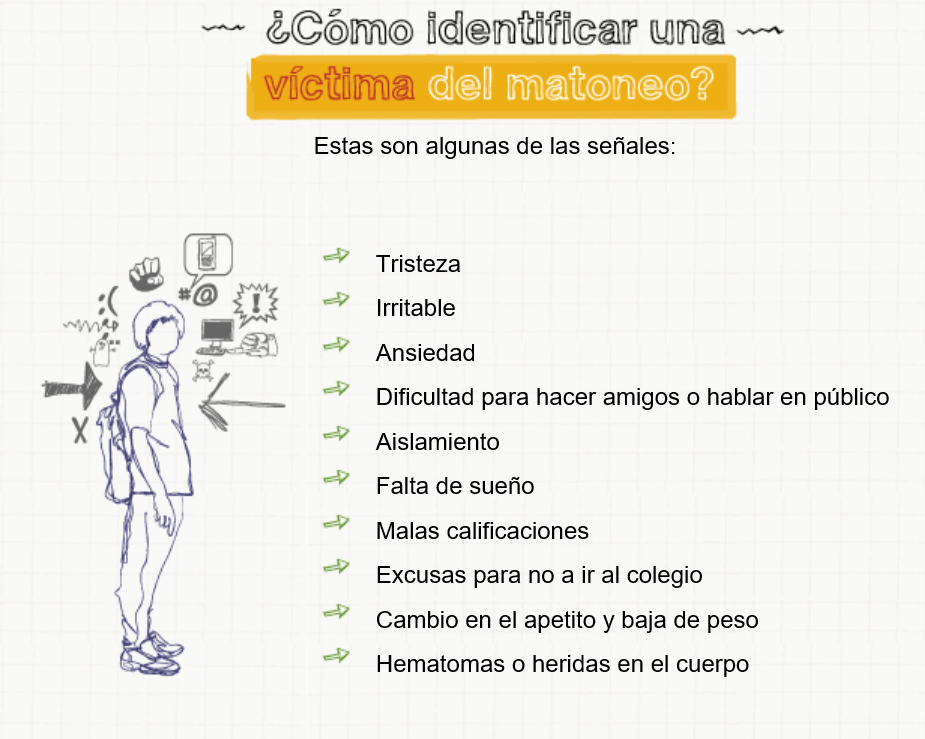 ¿Cómo identificar una
víctima del matoneo?
Estas son algunas de las señales:
#@
!
:(
X
Tristeza
Irritable
Ansiedad
Dificultad para hacer amigos o hablar en público
Aislamiento
Falta de sueño
Malas calificaciones
Excusas para no a ir al colegio
Cambio en el apetito y baja de peso
Hematomas o heridas en el cuerpo